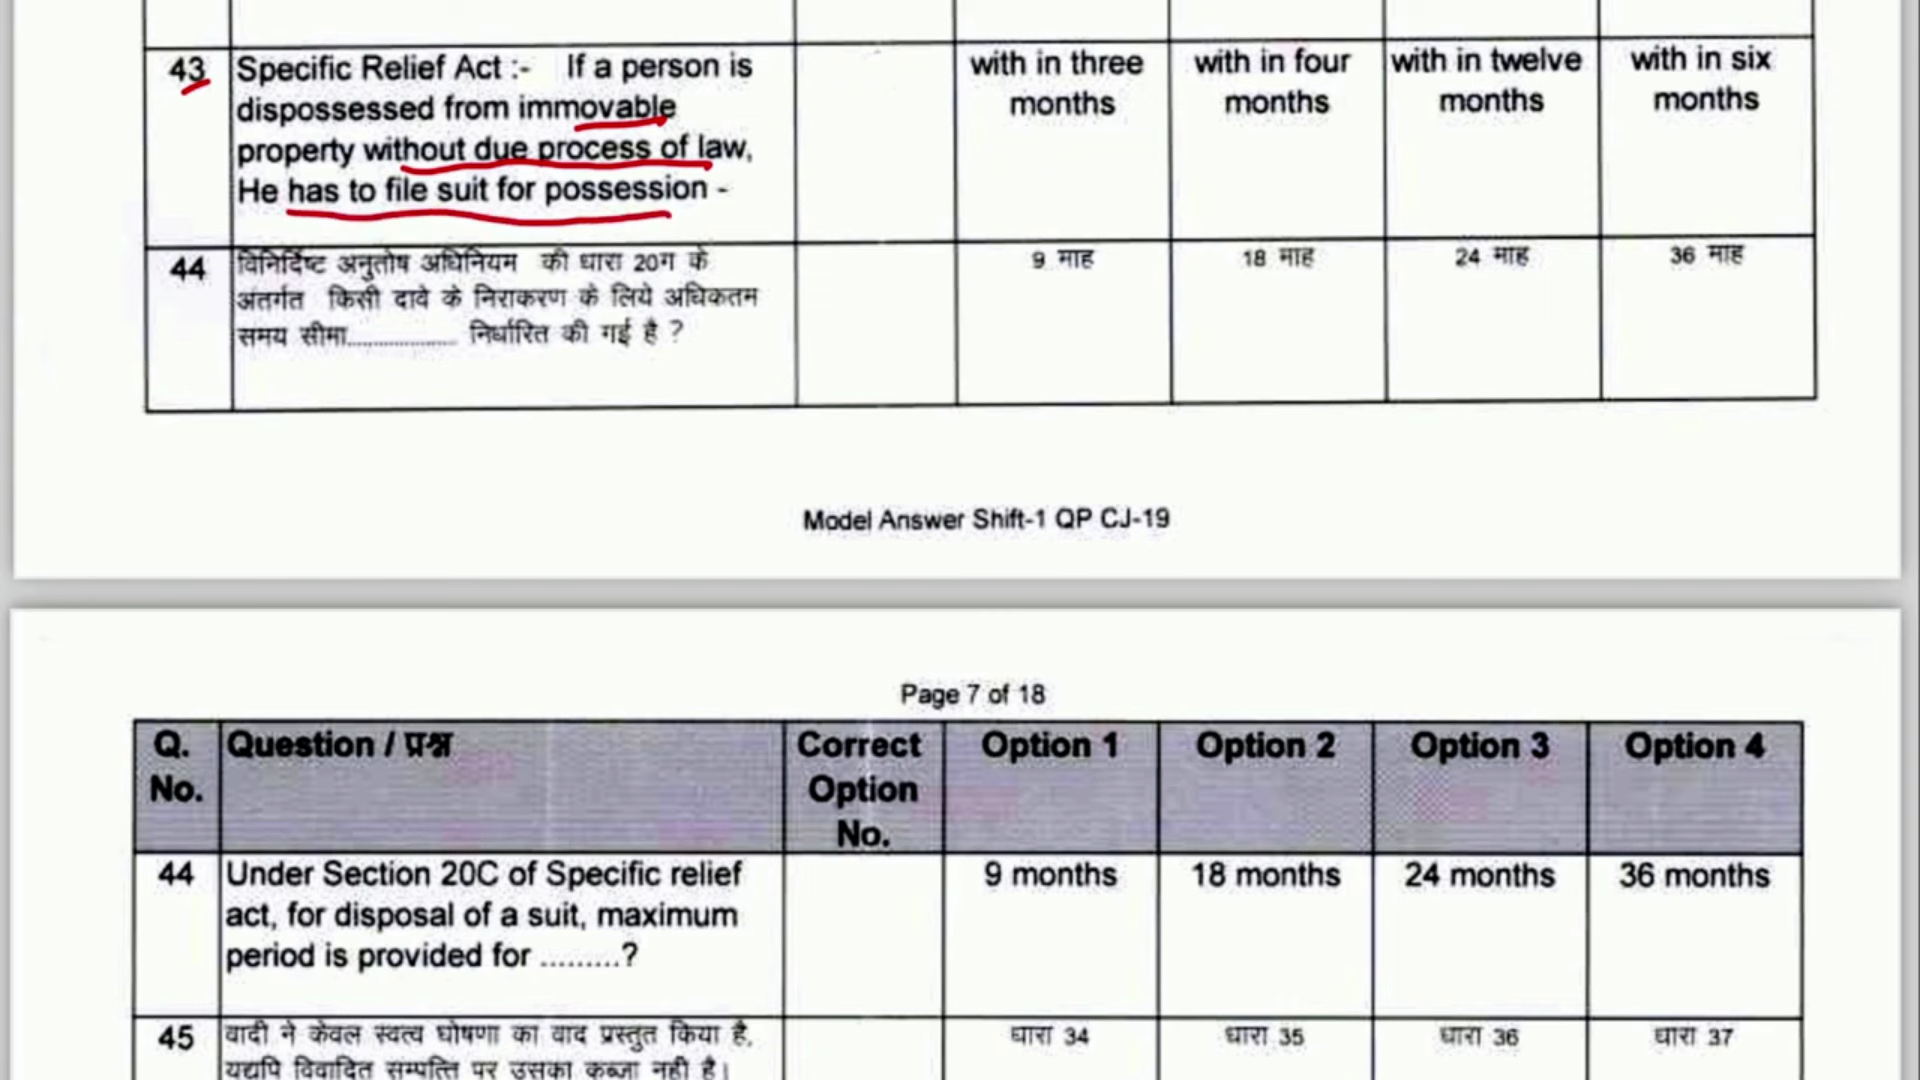 43
Specific Relief Act :- If a person is
dispossessed from immovable
property without due process of law,
He has to file suit for possession -
with in three
months
with in four
months
with in twelve
months
with in six
months
44
विनिर्दिष्ट अनुतोष अधिनियम की धारा 20ग के
अंतर्गत किसी दावे के निराकरण के लिये अधिकतम
समय सीमा.................. निर्धारित की गई है ?
9 माह
18 माह
24 माह
36 माह
Model Answer Shift-1 QP CJ-19
Page 7 of 18
Q.
No.
Question / प्रश्न
Correct
Option
No.
Option 1
Option 2
Option 3
Option 4
44
Under Section 20C of Specific relief
act, for disposal of a suit, maximum
period is provided for .........?
9 months
18 months
24 months
36 months
45
वादी ने केवल स्वत्व घोषणा का वाद प्रस्तुत किया है,
यद्यपि विवादित सम्पत्ति पर उसका कब्जा नही है।
धारा 34
धारा 35
धारा 36
धारा 37